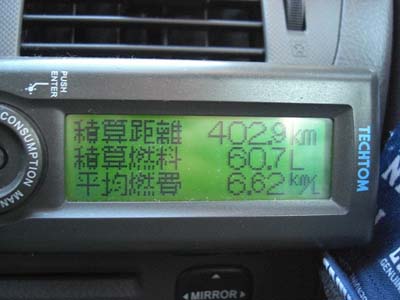 積算距離 402.9km
積算燃料 60.7L
平均燃費 6.62km/L
TECHTOM
PUSH
ENTER
CONSUMPTION MAN
◀MIRROR▶